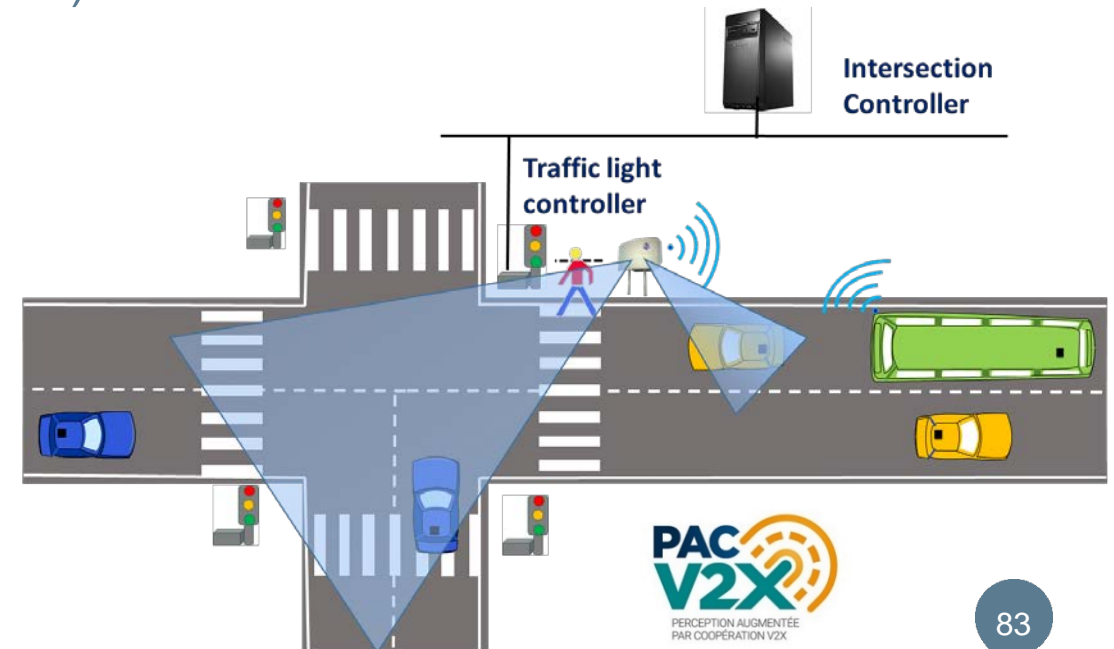 )
Intersection
Controller
Traffic light
controller
PAC
V2X
PERCEPTION AUGMENTÉE
PAR COOPÉRATION V2X
83